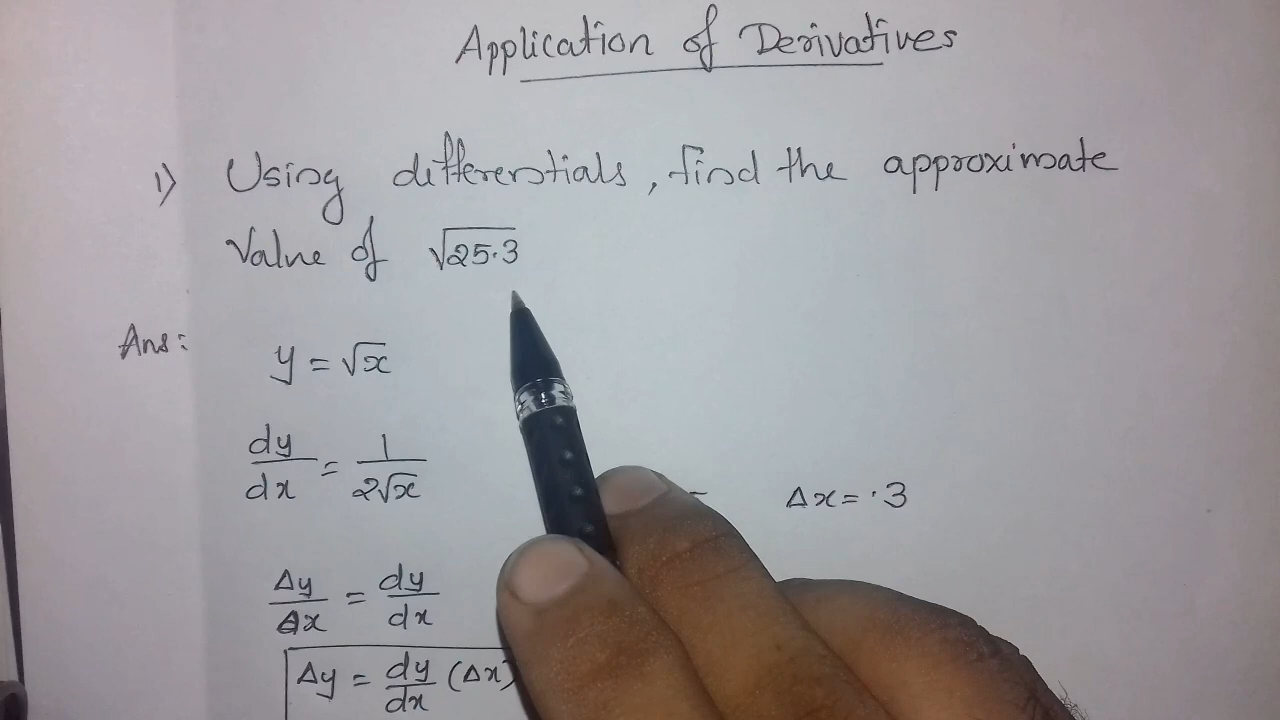 Application of Derivatives
1) Using differentials, find the approximate
Value of √25.3
Ans:
y = √x
dy/dx = 1/2√x
Δx = .3
Δy/Δx = dy/dx
Δy = dy/dx (Δx)